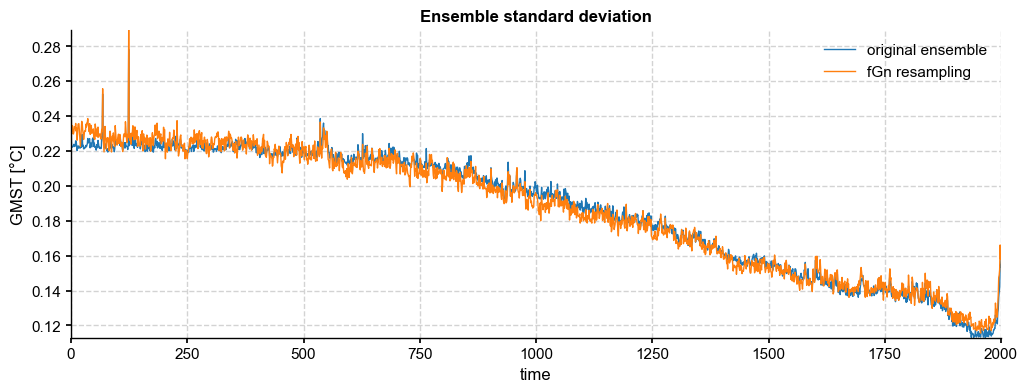 Ensemble standard deviation
original ensemble
fGn resampling
GMST [°C]
0.28
0.26
0.24
0.22
0.20
0.18
0.16
0.14
0.12
0 250 500 750 1000 1250 1500 1750 2000
time